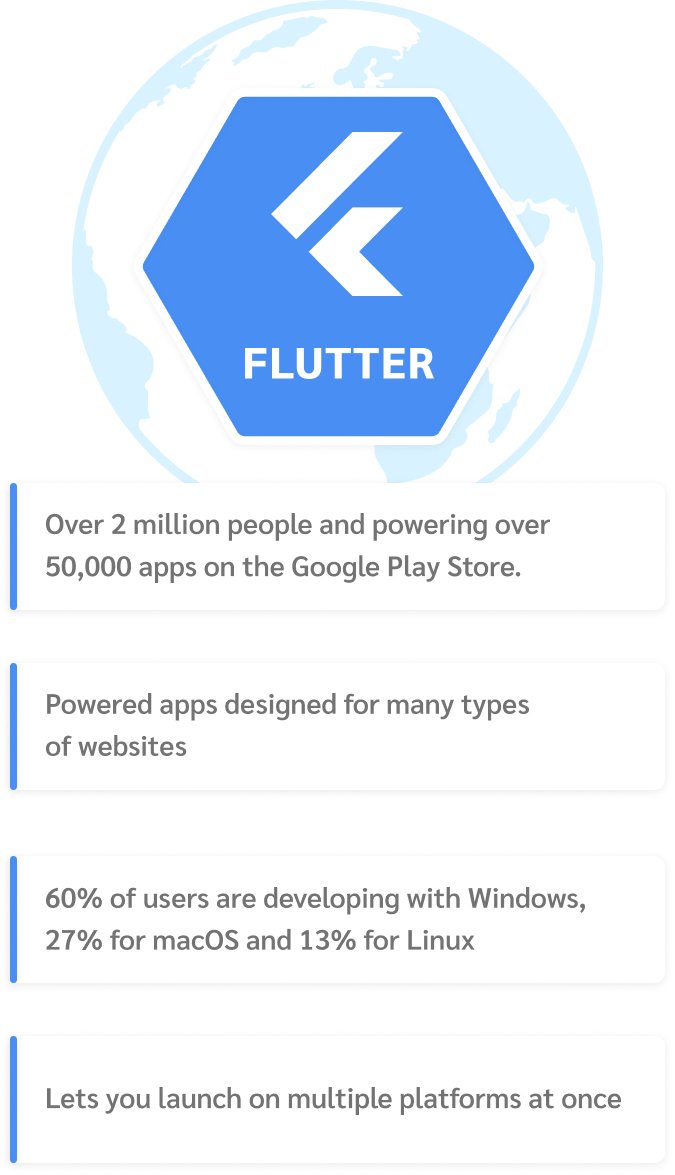 FLUTTER
Over 2 million people and powering over
50,000 apps on the Google Play Store.
Powered apps designed for many types
of websites
60% of users are developing with Windows,
27% for macOS and 13% for Linux
Lets you launch on multiple platforms at once